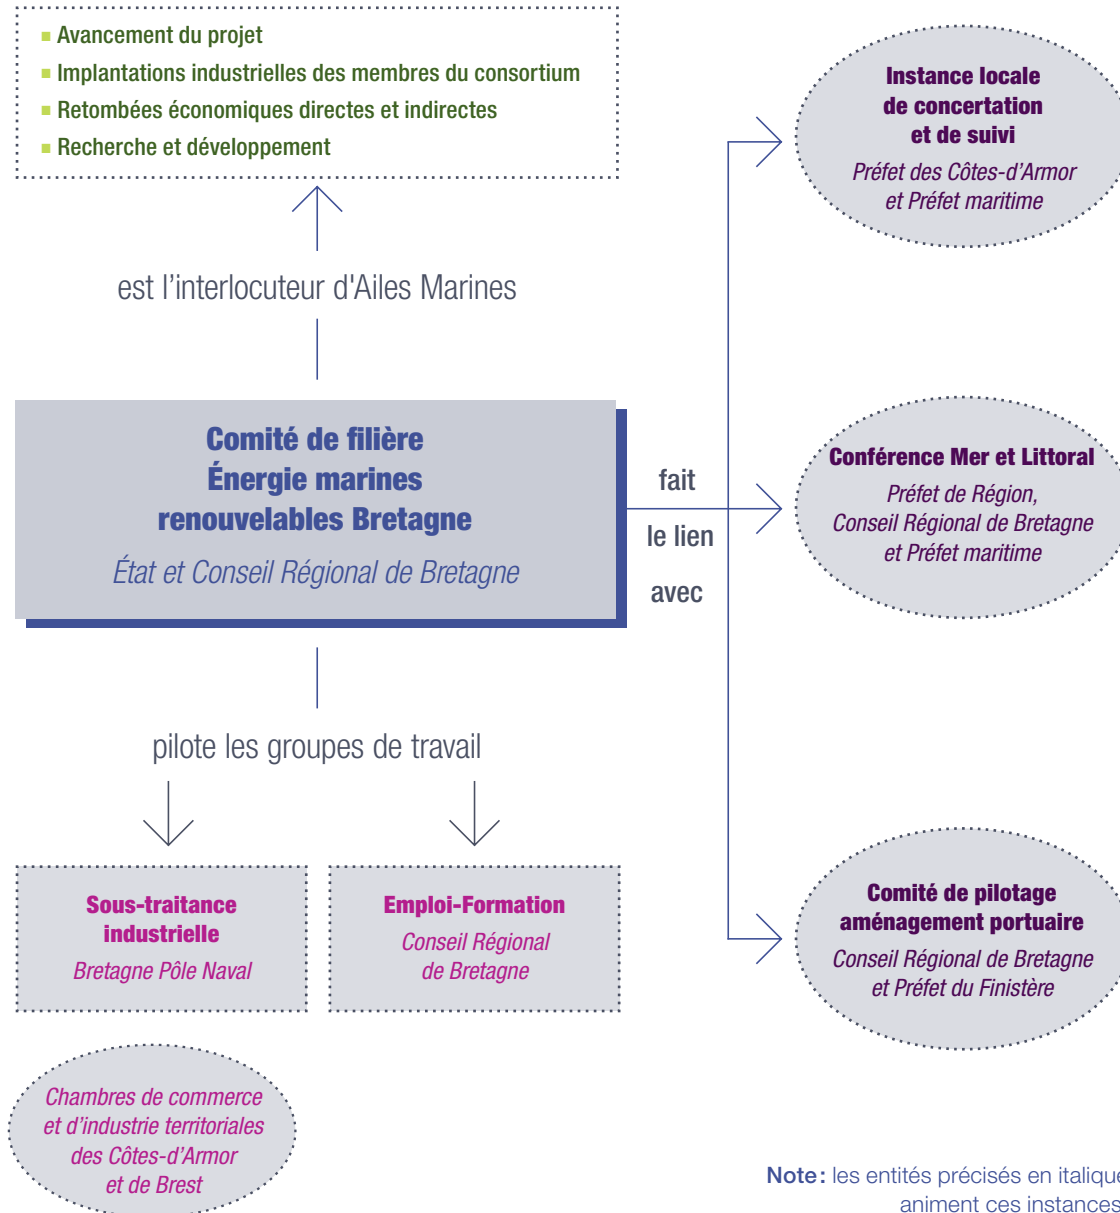 Avancement du projet
Implantations industrielles des membres du consortium
Retombées économiques directes et indirectes
Recherche et développement
est l'interlocuteur d'Ailes Marines
Comité de filière
Énergie marines
renouvelables Bretagne
État et Conseil Régional de Bretagne
fait
le lien
avec
Instance locale
de concertation
et de suivi
Préfet des Côtes-d'Armor
et Préfet maritime
Conférence Mer et Littoral
Préfet de Région,
Conseil Régional de Bretagne
et Préfet maritime
Comité de pilotage
aménagement portuaire
Conseil Régional de Bretagne
et Préfet du Finistère
pilote les groupes de travail
Sous-traitance
industrielle
Bretagne Pôle Naval
Emploi-Formation
Conseil Régional
de Bretagne
Chambres de commerce
et d'industrie territoriales
des Côtes-d'Armor
et de Brest
Note : les entités précisés en italique
animent ces instances